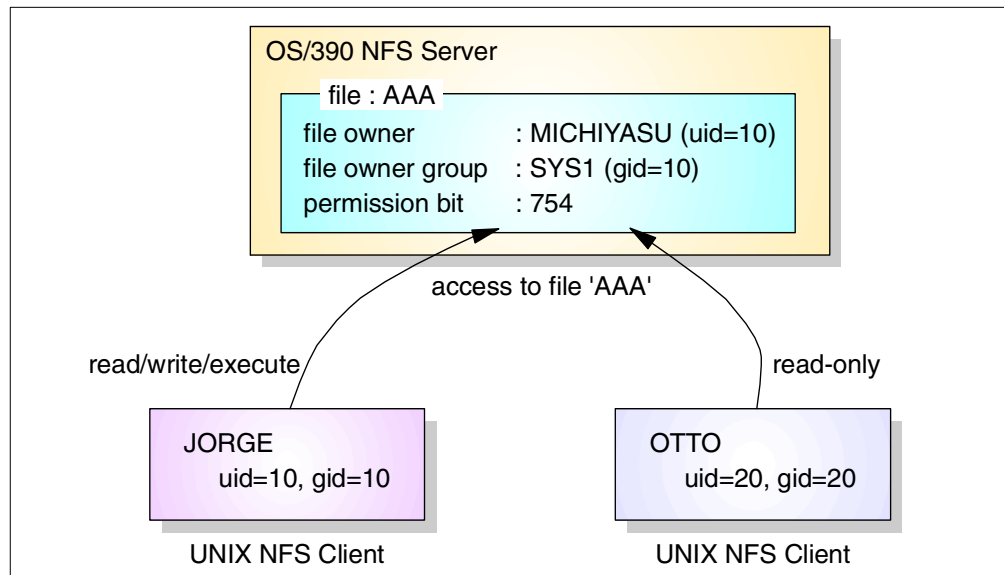 OS/390 NFS Server
file : AAA
file owner : MICHIYASU (uid=10)
file owner group : SYS1 (gid=10)
permission bit : 754
access to file 'AAA'
read/write/execute
read-only
JORGE
uid=10, gid=10
UNIX NFS Client
OTTO
uid=20, gid=20
UNIX NFS Client